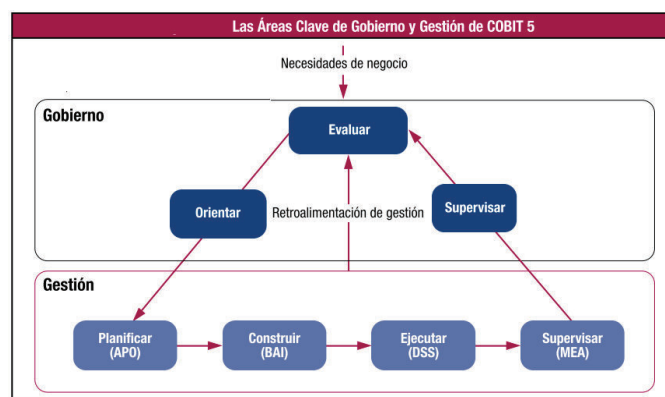 Las Áreas Clave de Gobierno y Gestión de COBIT 5
Necesidades de negocio
Gobierno
Evaluar
Orientar
Retroalimentación de gestión
Supervisar
Gestión
Planificar
(APO)
Construir
(BAI)
Ejecutar
(DSS)
Supervisar
(MEA)